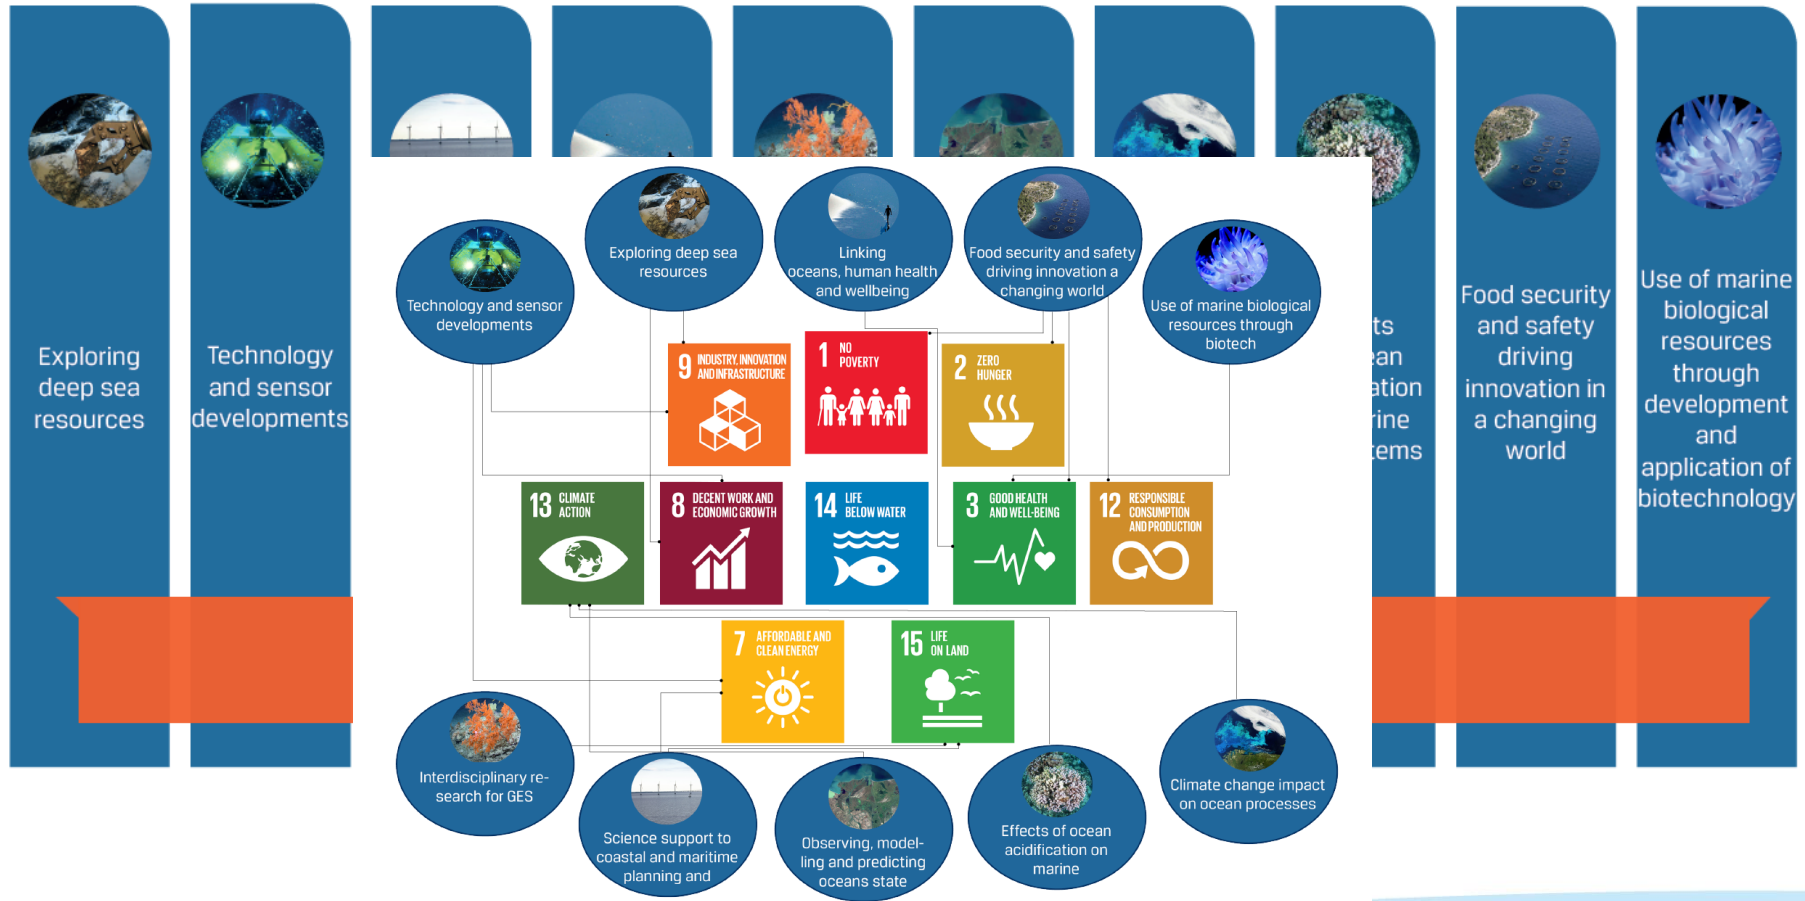 Exploring
deep sea
resources
Technology
and sensor
developments
Technology and sensor
developments
Exploring deep sea
resources
Linking
oceans, human health
and wellbeing
Food security and safety
driving innovation a
changing world
Use of marine biological
resources through
biotech
9 INDUSTRY, INNOVATION
AND INFRASTRUCTURE
1 NO
POVERTY
2 ZERO
HUNGER
13 CLIMATE
ACTION
8 DECENT WORK AND
ECONOMIC GROWTH
14 LIFE
BELOW WATER
3 GOOD HEALTH
AND WELL-BEING
12 RESPONSIBLE
CONSUMPTION
AND PRODUCTION
7 AFFORDABLE AND
CLEAN ENERGY
15 LIFE
ON LAND
Interdisciplinary re-
search for GES
Science support to
coastal and maritime
planning and
Observing, model-
ling and predicting
oceans state
Effects of ocean
acidification on
marine
Climate change impact
on ocean processes
ts
ean
ation
rine
tems
Food security
and safety
driving
innovation in
a changing
world
Use of marine
biological
resources
through
development
and
application of
biotechnology